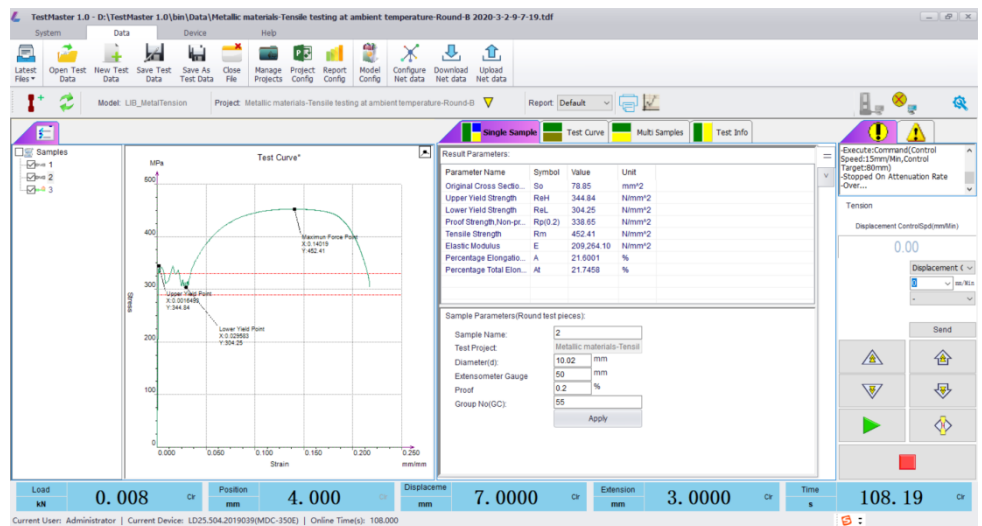 TestMaster 1.0 - D:\TestMaster 1.0\bin\Data\Metallic materials-Tensile testing at ambient temperature-Round-B 2020-3-2-9-7-19.tdf
System Data Device Help
Latest Files Open Test Data New Test Data Save Test Data Save As Test Data Close File Manage Projects Project Config Report Config Model Config Configure Net data Download Net data Upload Net data
Model: LIB_MetalTension Project: Metallic materials-Tensile testing at ambient temperature-Round-B Report: Default
Single Sample Test Curve Multi Samples Test Info
Samples
1
2
3
Test Curve*
MPa
600
400
300
200
100
0
Stress
0.000 0.050 0.100 0.150 0.200 0.250
Strain mm/mm
Maximun Force Point
X:0.14019
Y:452.41
Upper Yield Point
X:0.0016493
Y:344.84
Lower Yield Point
X:0.029583
Y:304.25
Result Parameters:
Parameter Name Symbol Value Unit
Original Cross Sectio... So 78.85 mm^2
Upper Yield Strength ReH 344.84 N/mm^2
Lower Yield Strength ReL 304.25 N/mm^2
Proof Strength,Non-pr... Rp(0.2) 338.65 N/mm^2
Tensile Strength Rm 452.41 N/mm^2
Elastic Modulus E 209,264.10 N/mm^2
Percentage Elongatio... A 21.6001 %
Percentage Total Elon... At 21.7458 %
Sample Parameters(Round test pieces):
Sample Name: 2
Test Project: Metallic materials-Tensil
Diameter(d): 10.02 mm
Extensometer Gauge 50 mm
Proof 0.2 %
Group No(GC): 55
Apply
-Execute:Command(Control
Speed:15mm/Min,Control
Target:80mm)
-Stopped On Attenuation Rate
-Over...
Tension
Displacement ControlSpd(mm/Min)
0.00
Displacement (
0 mm/Min
-
Send
Load kN 0.008 Clr Position mm 4.000 Clr Displaceme mm 7.0000 Clr Extension mm 3.0000 Clr Time s 108.19 Clr
Current User: Administrator | Current Device: LD25.504.2019039(MDC-350E) | Online Time(s): 108.000